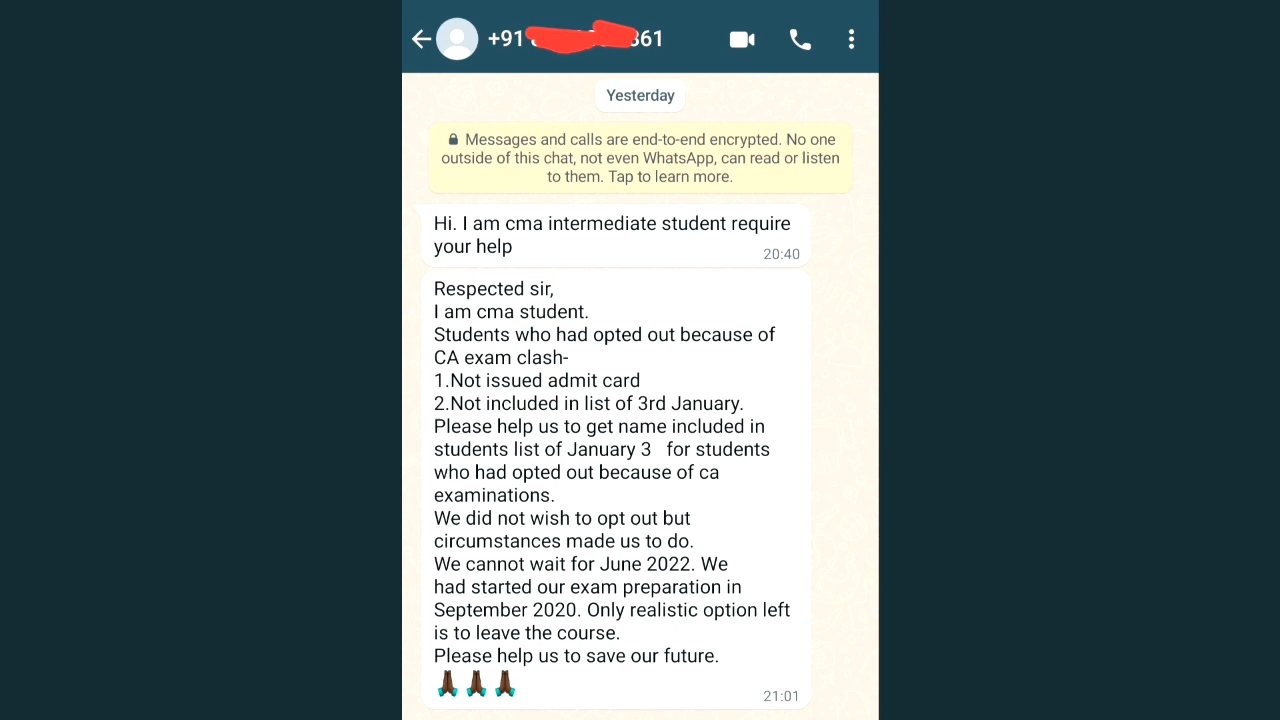 +91 861
Yesterday
Messages and calls are end-to-end encrypted. No one
outside of this chat, not even WhatsApp, can read or listen
to them. Tap to learn more.
Hi. I am cma intermediate student require
your help
20:40
Respected sir,
I am cma student.
Students who had opted out because of
CA exam clash-
1.Not issued admit card
2.Not included in list of 3rd January.
Please help us to get name included in
students list of January 3   for students
who had opted out because of ca
examinations.
We did not wish to opt out but
circumstances made us to do.
We cannot wait for June 2022. We
had started our exam preparation in
September 2020. Only realistic option left
is to leave the course.
Please help us to save our future.
🙏🏿🙏🏿🙏🏿
21:01